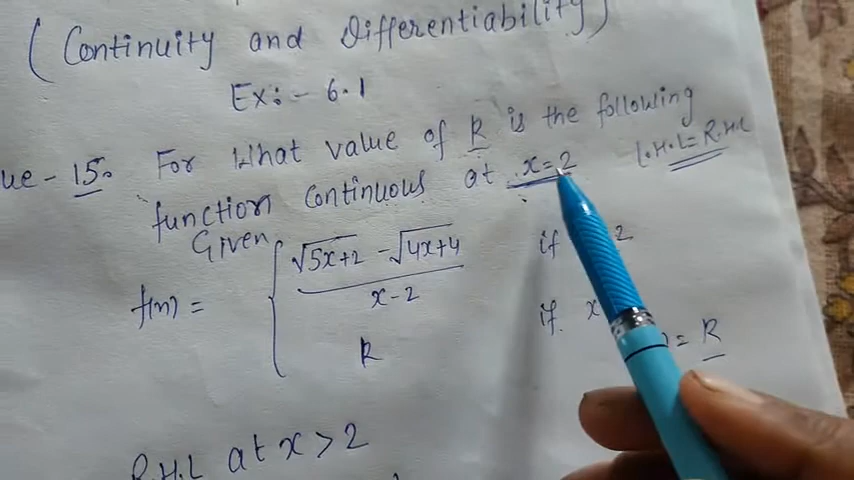 (Continuity and Differentiability)
Ex:- 6.1
ue - 15. For What value of k is the following
function continuous at x=2 L.H.L = R.H.L
Given
f(x) = { √5x+2 - √4x+4 / x-2 if 2
k if x ) = k
R.H.L at x > 2